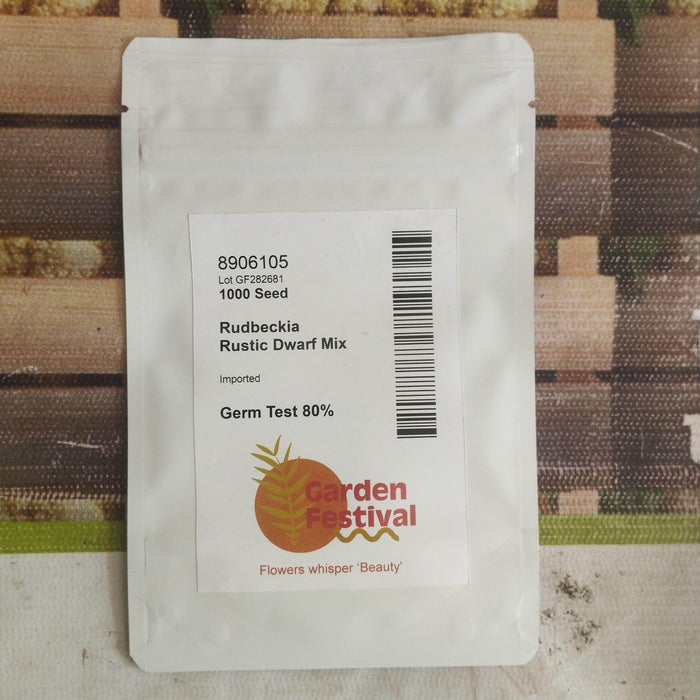 8906105
Lot GF282681
1000 Seed
Rudbeckia
Rustic Dwarf Mix
Imported
Germ Test 80%
Garden
Festival
Flowers whisper ‘Beauty’